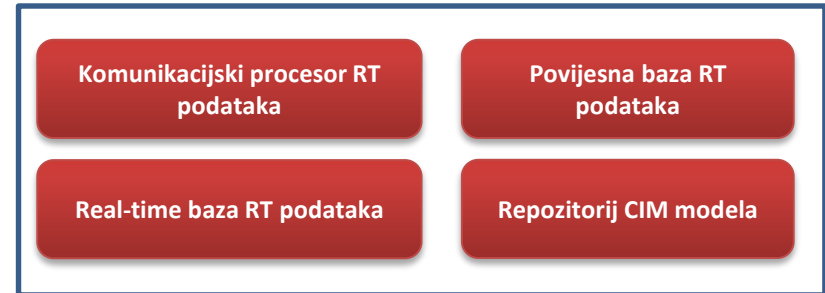 Komunikacijski procesor RT
podataka
Povijesna baza RT
podataka
Real-time baza RT podataka
Repozitorij CIM modela